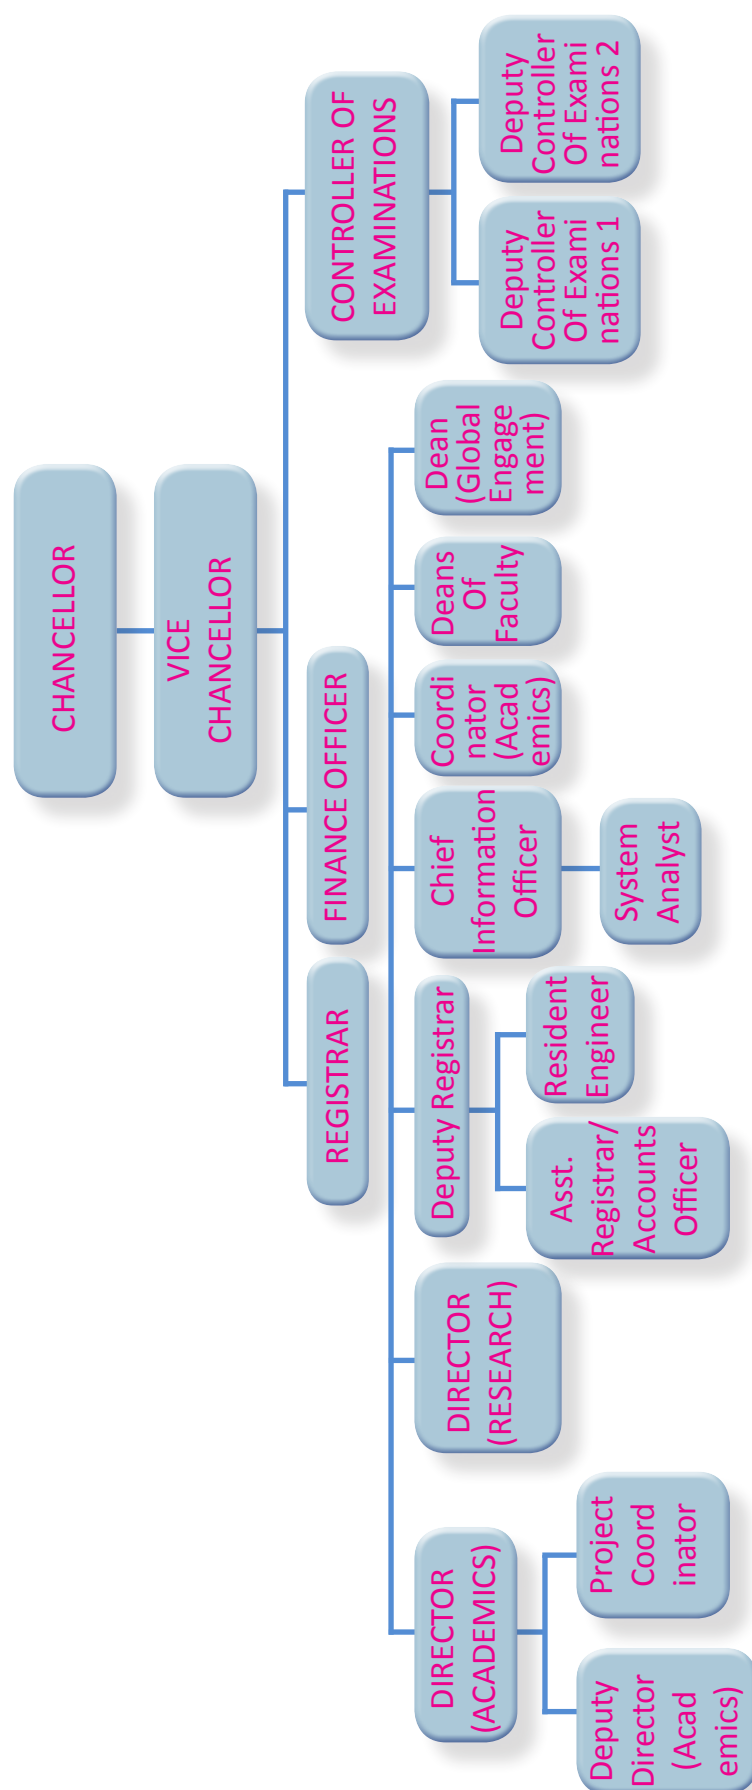 CHANCELLOR
VICE
CHANCELLOR
REGISTRAR
FINANCE OFFICER
CONTROLLER OF
EXAMINATIONS
DIRECTOR
(ACADEMICS)
DIRECTOR
(RESEARCH)
Deputy Registrar
Chief
Information
Officer
Coordi
nator
(Acad
emics)
Deans
Of
Faculty
Dean
(Global
Engage
ment)
Deputy
Controller
Of Exami
nations 1
Deputy
Controller
Of Exami
nations 2
Deputy
Director
(Acad
emics)
Project
Coord
inator
Asst.
Registrar/
Accounts
Officer
Resident
Engineer
System
Analyst